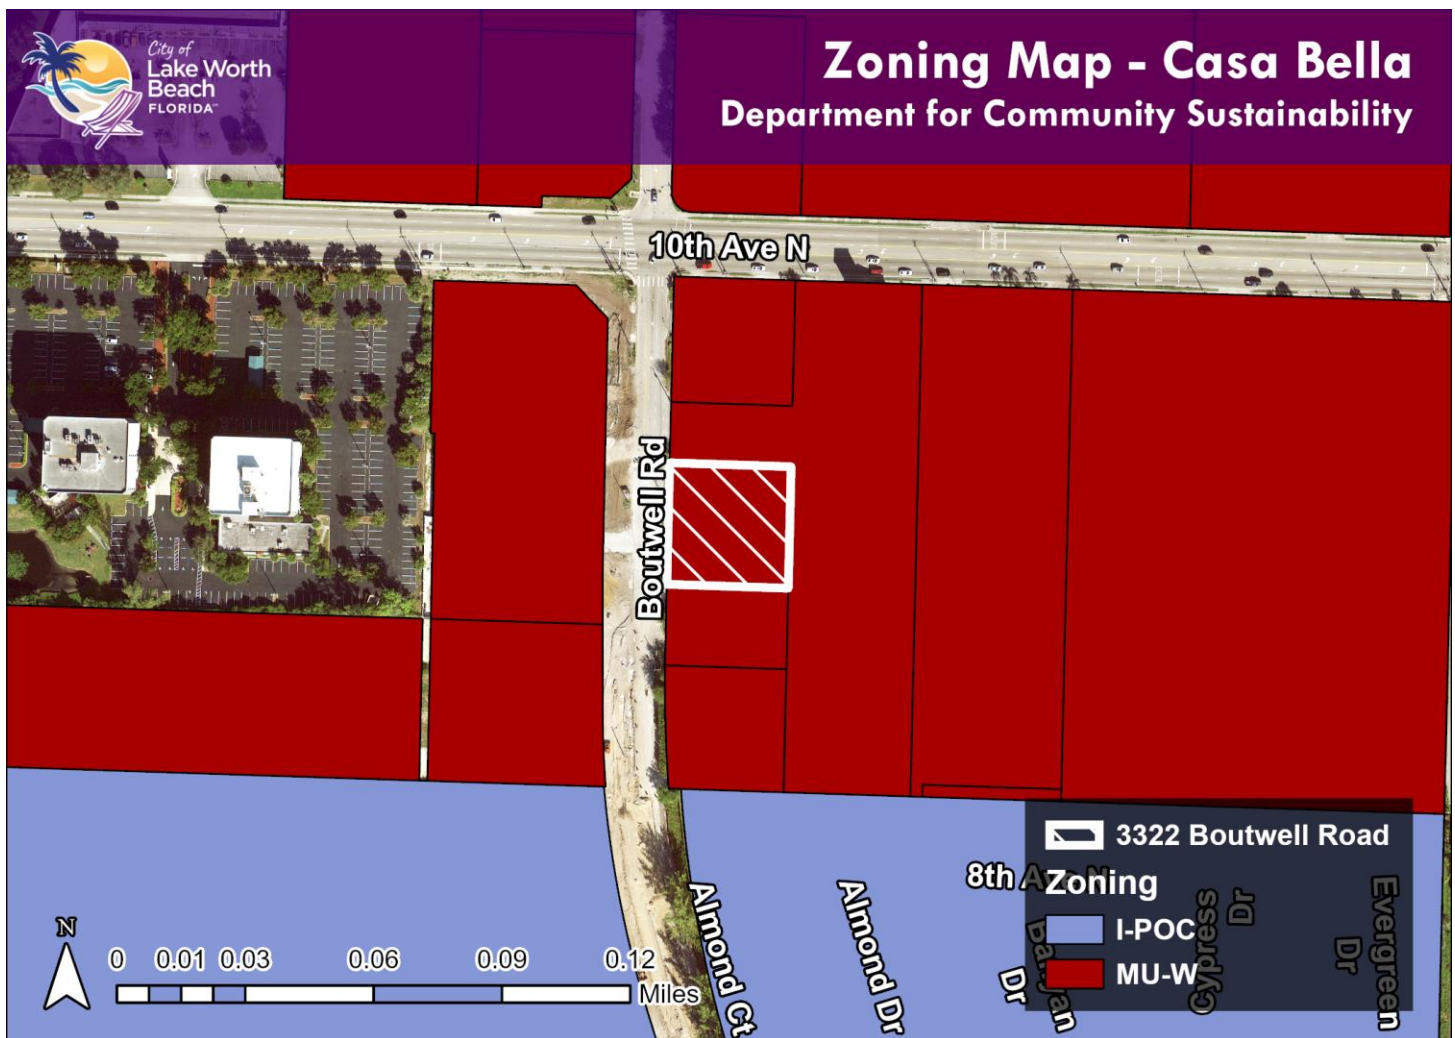 City of
Lake Worth
Beach
FLORIDA
Zoning Map - Casa Bella
Department for Community Sustainability
10th Ave N
Boutwell Rd
3322 Boutwell Road
8th Ave N
Zoning
I-POC
MU-W
Almond Ct
Almond Dr
Dr
Cypress
Dr
Evergreen
Dr
N
0 0.01 0.03 0.06 0.09 0.12
Miles